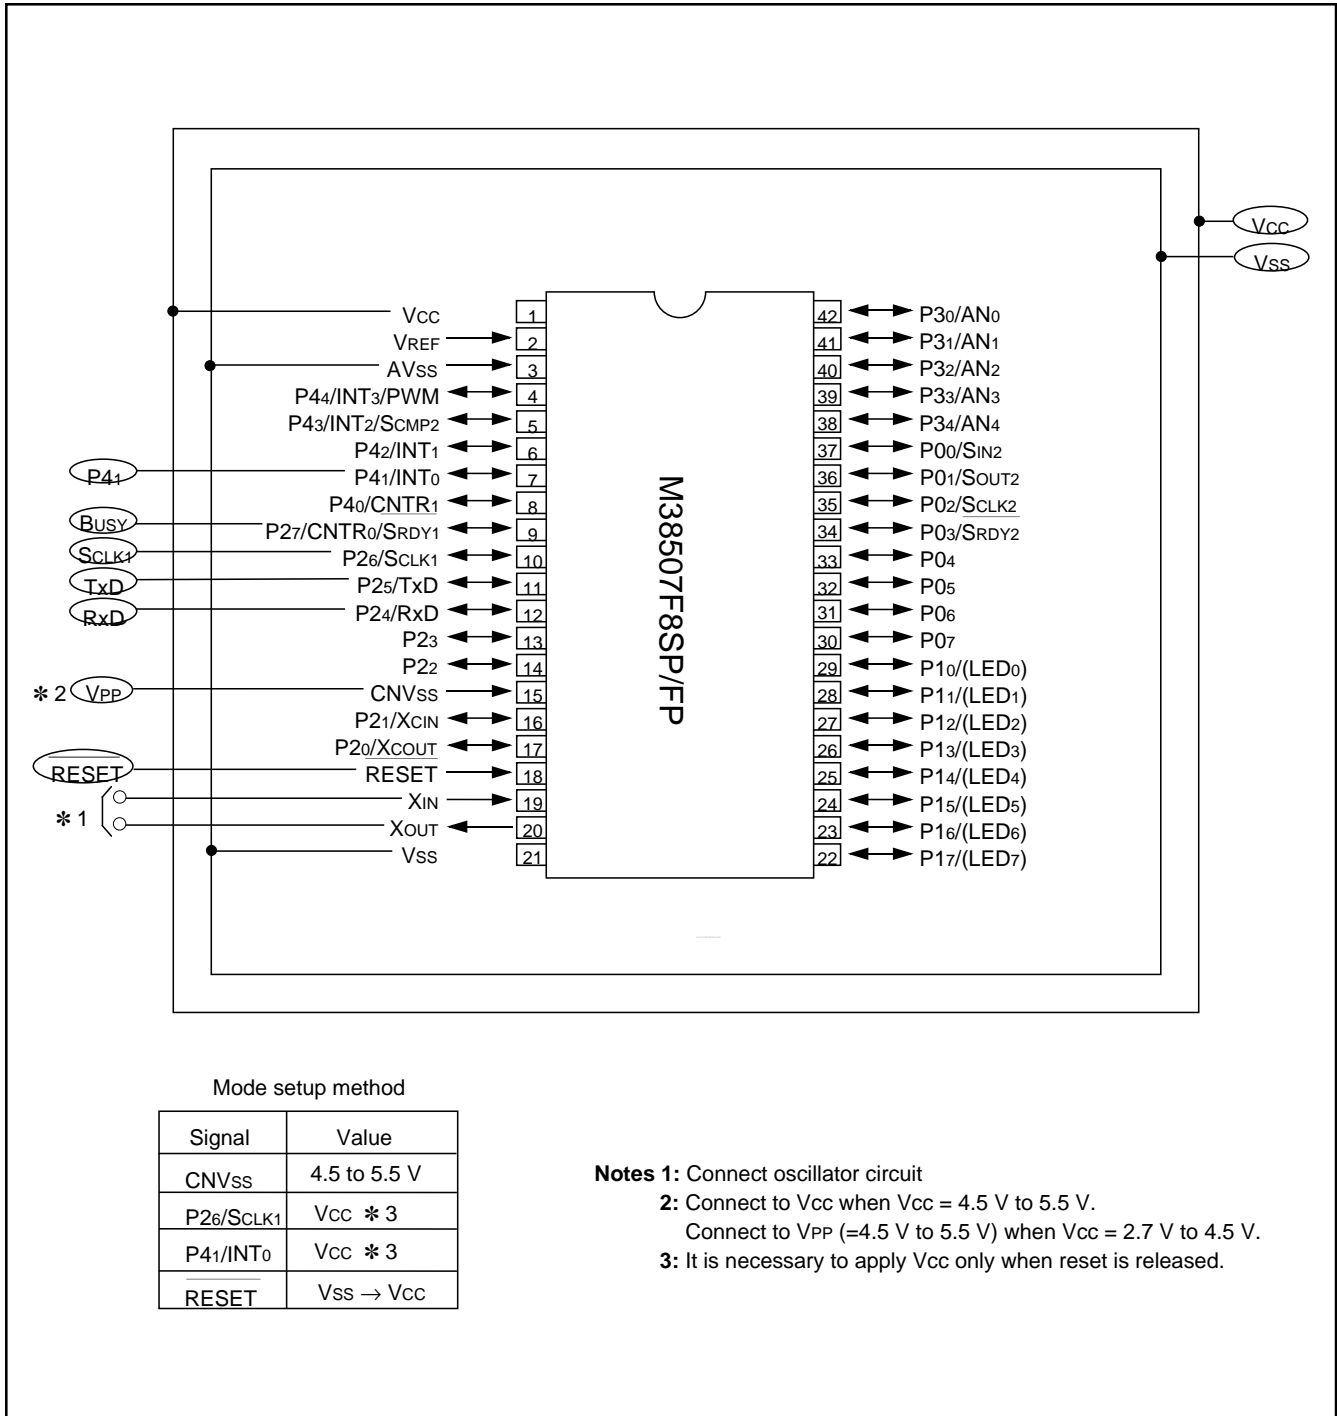 VCC
VSS
VCC 1 42 P30/AN0
VREF 2 41 P31/AN1
AVSS 3 40 P32/AN2
P44/INT3/PWM 4 39 P33/AN3
P43/INT2/SCMP2 5 38 P34/AN4
P42/INT1 6 37 P00/SIN2
P41 P41/INT0 7 36 P01/SOUT2
P40/CNTR1 8 35 P02/SCLK2
BUSY P27/CNTR0/SRDY1 9 34 P03/SRDY2
SCLK1 P26/SCLK1 10 33 P04
TxD P25/TxD 11 32 P05
RxD P24/RxD 12 31 P06
P23 13 30 P07
P22 14 29 P10/(LED0)
✻ 2 VPP CNVSS 15 28 P11/(LED1)
P21/XCIN 16 27 P12/(LED2)
P20/XCOUT 17 26 P13/(LED3)
RESET RESET 18 25 P14/(LED4)
✻ 1 XIN 19 24 P15/(LED5)
XOUT 20 23 P16/(LED6)
VSS 21 22 P17/(LED7)
M38507F8SP/FP
Mode setup method
Signal Value
CNVSS 4.5 to 5.5 V
P26/SCLK1 VCC ✻ 3
P41/INT0 VCC ✻ 3
RESET VSS → VCC
Notes 1: Connect oscillator circuit
2: Connect to Vcc when Vcc = 4.5 V to 5.5 V.
Connect to VPP (=4.5 V to 5.5 V) when Vcc = 2.7 V to 4.5 V.
3: It is necessary to apply Vcc only when reset is released.